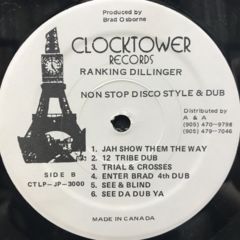 Produced by
Brad Osborne
CLOCKTOWER
RECORDS
RANKING DILLINGER
NON STOP DISCO STYLE & DUB
Distributed by
A & A
(905) 470-9798
(905) 479-7046
SIDE B
CTLP-JP-3000
1. JAH SHOW THEM THE WAY
2. 12 TRIBE DUB
3. TRIAL & CROSSES
4. ENTER BRAD 4th DUB
5. SEE & BLIND
6. SEE DA DUB YA
MADE IN CANADA